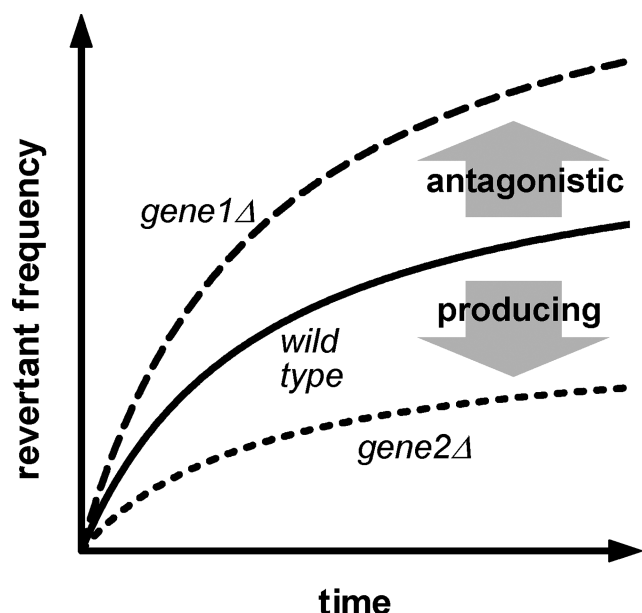 revertant frequency
gene1Δ
antagonistic
producing
wild
type
gene2Δ
time